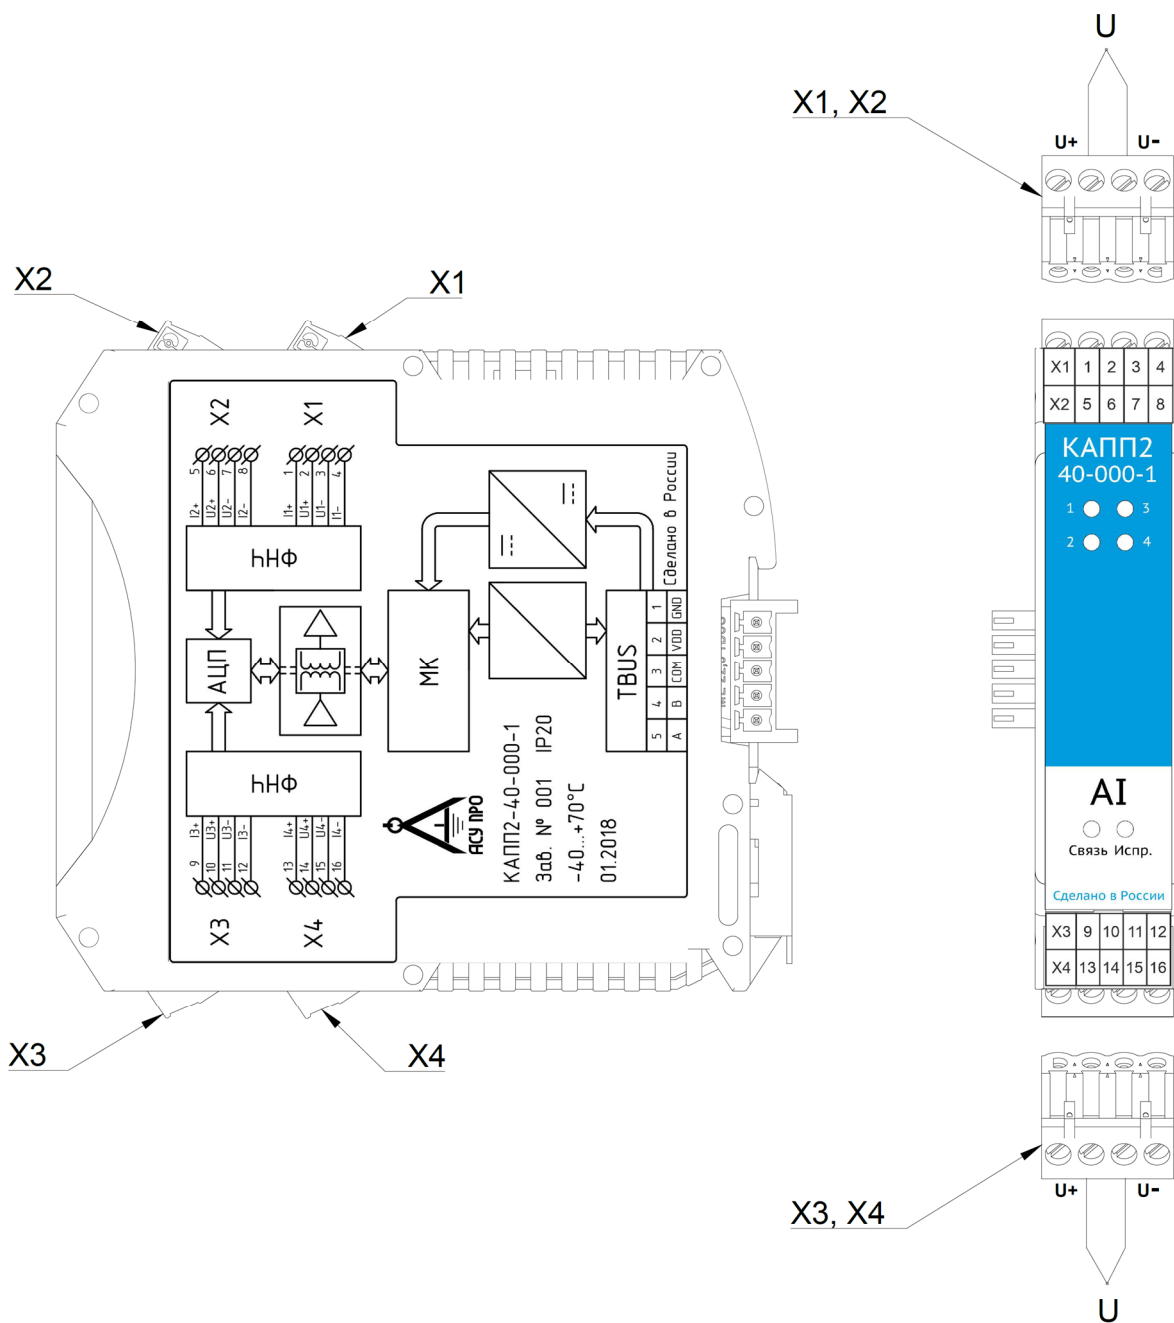 U
X1, X2
U+ U-
X2
X1
X1 1 2 3 4
X2 5 6 7 8
КАПП2
40-000-1
1 3
2 4
AI
Связь Испр.
Сделано в России
X3 9 10 11 12
X4 13 14 15 16
X2
X1
5 6 7 8
1 2 3 4
I2+ U2+ U2- I2-
I1+ U1+ U1- I1-
ФНЧ
АЦП
МК
ФНЧ
I3+ U3+ U3- I3-
I4+ U4+ U4- I4-
9 10 11 12
13 14 15 16
X3
X4
TBUS
5 4 3 2 1
A B COM VDD GND
Сделано в России
АСУ ПРО
КАПП2-40-000-1
Зав. № 001 IP20
-40...+70°C
01.2018
X3
X4
U+ U-
X3, X4
U